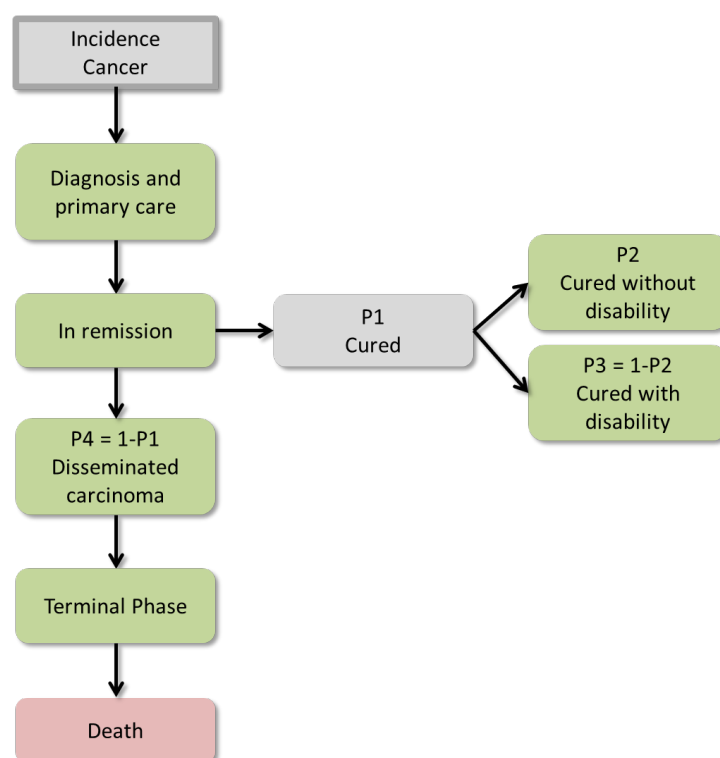 Incidence
Cancer
Diagnosis and
primary care
In remission
P1
Cured
P2
Cured without
disability
P3 = 1-P2
Cured with
disability
P4 = 1-P1
Disseminated
carcinoma
Terminal Phase
Death